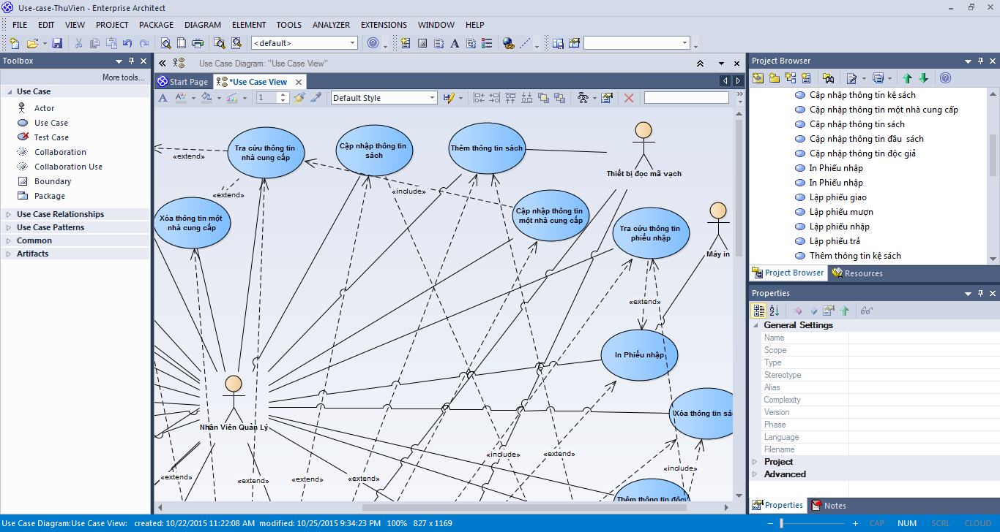 Use-case-ThuVien - Enterprise Architect
FILE EDIT VIEW PROJECT PACKAGE DIAGRAM ELEMENT TOOLS ANALYZER EXTENSIONS WINDOW HELP
<default>
Toolbox
More tools...
Use Case
Actor
Use Case
Test Case
Collaboration
Collaboration Use
Boundary
Package
Use Case Relationships
Use Case Patterns
Common
Artifacts
Use Case Diagram: "Use Case View"
Start Page
*Use Case View
1
Default Style
Tra cứu thông tin
nhà cung cấp
Cập nhập thông tin
sách
Thêm thông tin sách
Thiết bị đọc mã vạch
«extend»
«extend»
«include»
Xóa thông tin một
nhà cung cấp
Cập nhập thông tin
một nhà cung cấp
Tra cứu thông tin
phiếu nhập
Máy in
«extend»
In Phiếu nhập
Nhân Viên Quản Lý
Xóa thông tin sá
«include»
«extend»
«include»
«extend»
«extend»
«extend»
«extend»
Thêm thông tin độc
Project Browser
Cập nhập thông tin kệ sách
Cập nhập thông tin một nhà cung cấp
Cập nhập thông tin sách
Cập nhập thông tin đầu sách
Cập nhập thông tin độc giả
In Phiếu nhập
In Phiếu nhập
Lập phiếu giao
Lập phiếu mượn
Lập phiếu nhập
Lập phiếu trả
Thêm thông tin kệ sách
Project Browser
Resources
Properties
General Settings
Name
Scope
Type
Stereotype
Alias
Complexity
Version
Phase
Language
Filename
Project
Advanced
Properties
Notes
Use Case Diagram:Use Case View: created: 10/22/2015 11:22:08 AM modified: 10/25/2015 9:34:23 PM 100% 827 x 1169
CAP NUM SCRL CLOUD